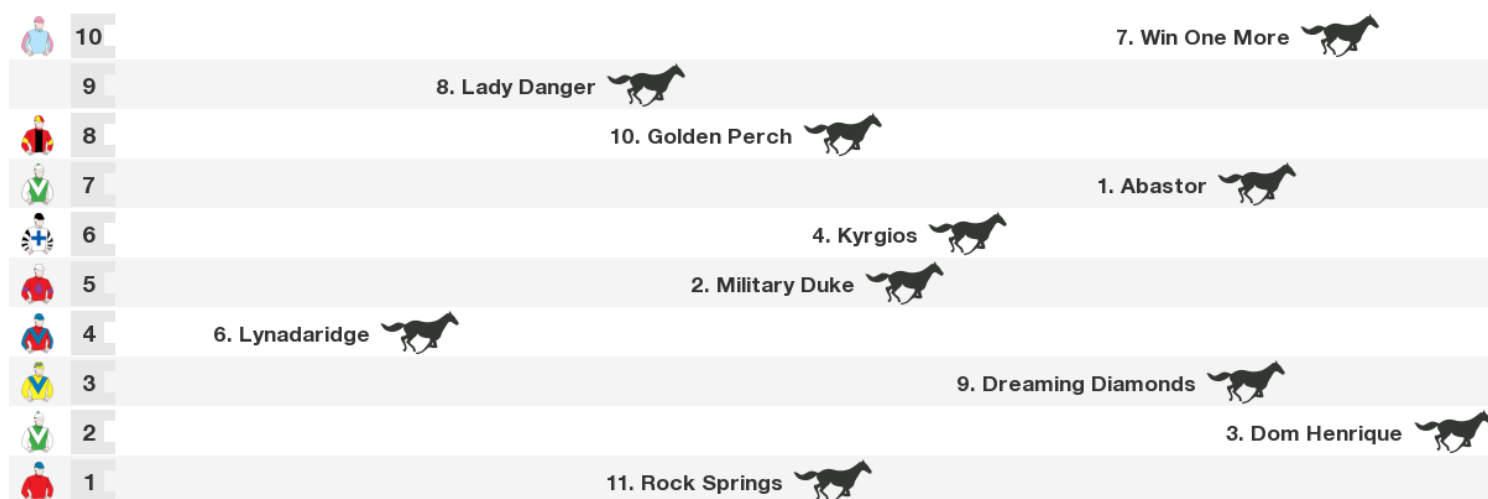 10 7. Win One More
9 8. Lady Danger
8 10. Golden Perch
7 1. Abastor
6 4. Kyrgios
5 2. Military Duke
4 6. Lynadaridge
3 9. Dreaming Diamonds
2 3. Dom Henrique
1 11. Rock Springs